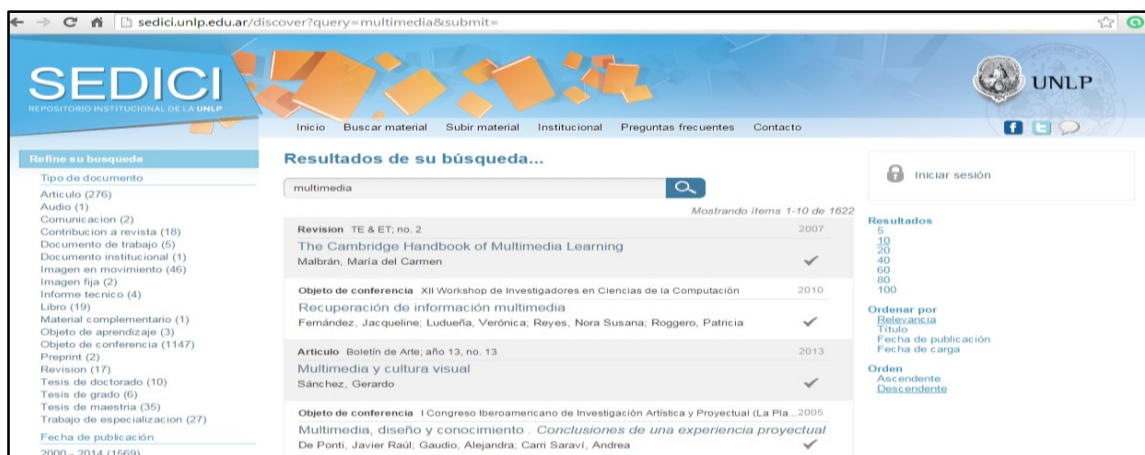 sedici.unlp.edu.ar/discover?query=multimedia&submit=
SEDICI
REPOSITORIO INSTITUCIONAL DE LA UNLP
UNLP
Inicio Buscar material Subir material Institucional Preguntas frecuentes Contacto
Refine su busqueda
Tipo de documento
Articulo (276)
Audio (1)
Comunicacion (2)
Contribucion a revista (18)
Documento de trabajo (5)
Documento institucional (1)
Imagen en movimiento (46)
Imagen fija (2)
Informe tecnico (4)
Libro (19)
Material complementario (1)
Objeto de aprendizaje (3)
Objeto de conferencia (1147)
Preprint (2)
Revision (17)
Tesis de doctorado (10)
Tesis de grado (6)
Tesis de maestria (35)
Trabajo de especializacion (27)
Fecha de publicación
2000 - 2014 (1569)
Resultados de su búsqueda...
multimedia
Mostrando ítems 1-10 de 1622
Revision TE & ET; no. 2 2007
The Cambridge Handbook of Multimedia Learning
Malbrán, María del Carmen
Objeto de conferencia XII Workshop de Investigadores en Ciencias de la Computación 2010
Recuperación de información multimedia
Fernández, Jacqueline; Ludueña, Verónica; Reyes, Nora Susana; Roggero, Patricia
Articulo Boletín de Arte; año 13, no. 13 2013
Multimedia y cultura visual
Sánchez, Gerardo
Objeto de conferencia I Congreso Iberoamericano de Investigación Artística y Proyectual (La Pla...2005
Multimedia, diseño y conocimiento . Conclusiones de una experiencia proyectual
De Ponti, Javier Raúl; Gaudio, Alejandra; Carri Saraví, Andrea
Iniciar sesión
Resultados
5
10
20
40
60
80
100
Ordenar por
Relevancia
Título
Fecha de publicación
Fecha de carga
Orden
Ascendente
Descendente